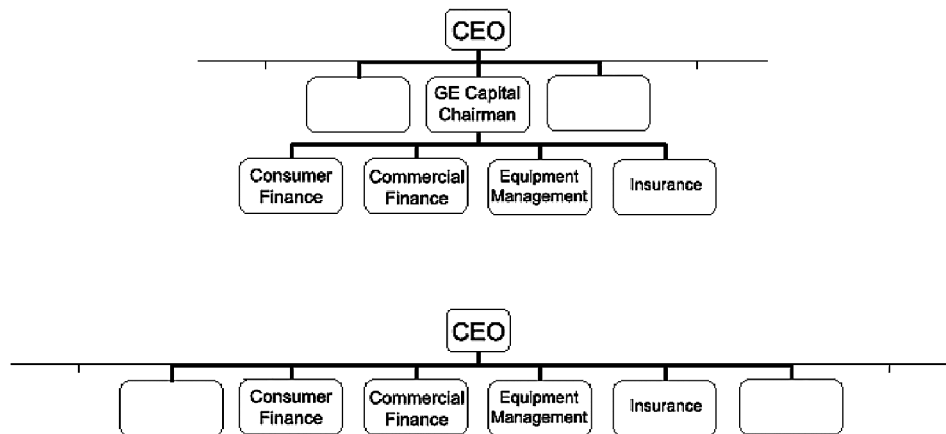 CEO
GE Capital
Chairman
Consumer
Finance
Commercial
Finance
Equipment
Management
Insurance
CEO
Consumer
Finance
Commercial
Finance
Equipment
Management
Insurance